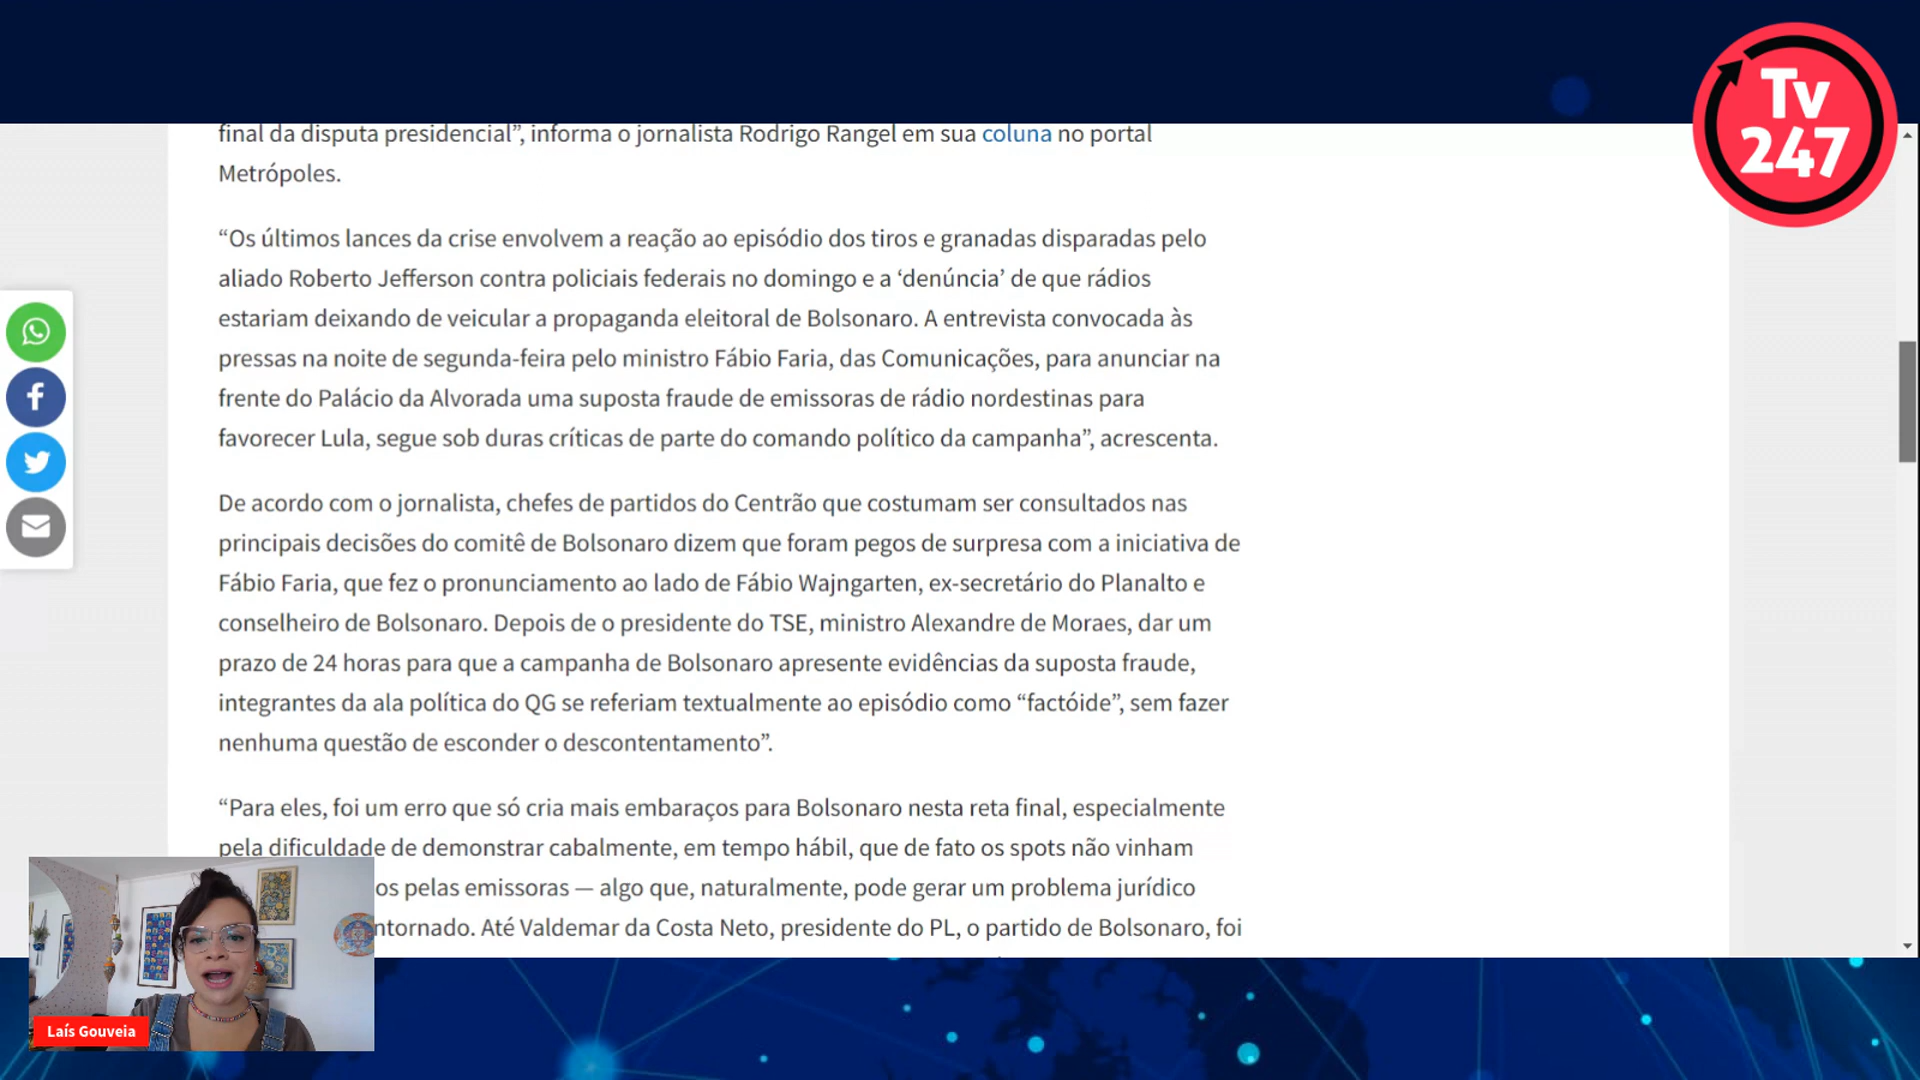 Tv
247
final da disputa presidencial”, informa o jornalista Rodrigo Rangel em sua coluna no portal
Metrópoles.
“Os últimos lances da crise envolvem a reação ao episódio dos tiros e granadas disparadas pelo
aliado Roberto Jefferson contra policiais federais no domingo e a ‘denúncia’ de que rádios
estariam deixando de veicular a propaganda eleitoral de Bolsonaro. A entrevista convocada às
pressas na noite de segunda-feira pelo ministro Fábio Faria, das Comunicações, para anunciar na
frente do Palácio da Alvorada uma suposta fraude de emissoras de rádio nordestinas para
favorecer Lula, segue sob duras críticas de parte do comando político da campanha”, acrescenta.
De acordo com o jornalista, chefes de partidos do Centrão que costumam ser consultados nas
principais decisões do comitê de Bolsonaro dizem que foram pegos de surpresa com a iniciativa de
Fábio Faria, que fez o pronunciamento ao lado de Fábio Wajngarten, ex-secretário do Planalto e
conselheiro de Bolsonaro. Depois de o presidente do TSE, ministro Alexandre de Moraes, dar um
prazo de 24 horas para que a campanha de Bolsonaro apresente evidências da suposta fraude,
integrantes da ala política do QG se referiam textualmente ao episódio como “factóide”, sem fazer
nenhuma questão de esconder o descontentamento”.
“Para eles, foi um erro que só cria mais embaraços para Bolsonaro nesta reta final, especialmente
pela dificuldade de demonstrar cabalmente, em tempo hábil, que de fato os spots não vinham
os pelas emissoras — algo que, naturalmente, pode gerar um problema jurídico
ntornado. Até Valdemar da Costa Neto, presidente do PL, o partido de Bolsonaro, foi
Laís Gouveia